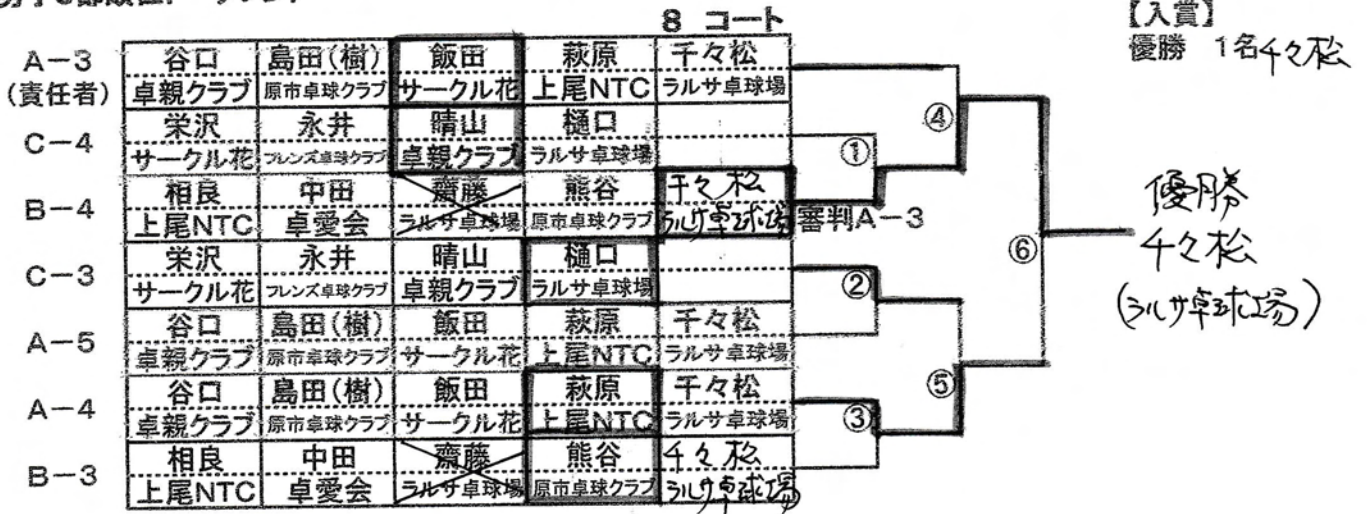 8 コート
【入賞】
優勝 1名 千々松
A-3 谷口 島田(樹) 飯田 萩原 千々松
(責任者) 卓親クラブ 原市卓球クラブ サークル花 上尾NTC ラルサ卓球場
C-4 栄沢 永井 晴山 樋口
サークル花 フレンズ卓球クラブ 卓親クラブ ラルサ卓球場
B-4 相良 中田 齋藤 熊谷 千々松
上尾NTC 卓愛会 ラルサ卓球場 原市卓球クラブ ラルサ卓球場 審判A-3
C-3 栄沢 永井 晴山 樋口
サークル花 フレンズ卓球クラブ 卓親クラブ ラルサ卓球場
A-5 谷口 島田(樹) 飯田 萩原 千々松
卓親クラブ 原市卓球クラブ サークル花 上尾NTC ラルサ卓球場
A-4 谷口 島田(樹) 飯田 萩原 千々松
卓親クラブ 原市卓球クラブ サークル花 上尾NTC ラルサ卓球場
B-3 相良 中田 齋藤 熊谷 千々松
上尾NTC 卓愛会 ラルサ卓球場 原市卓球クラブ ラルサ卓球場
①
②
③
④
⑤
⑥
優勝
千々松
(ラルサ卓球場)